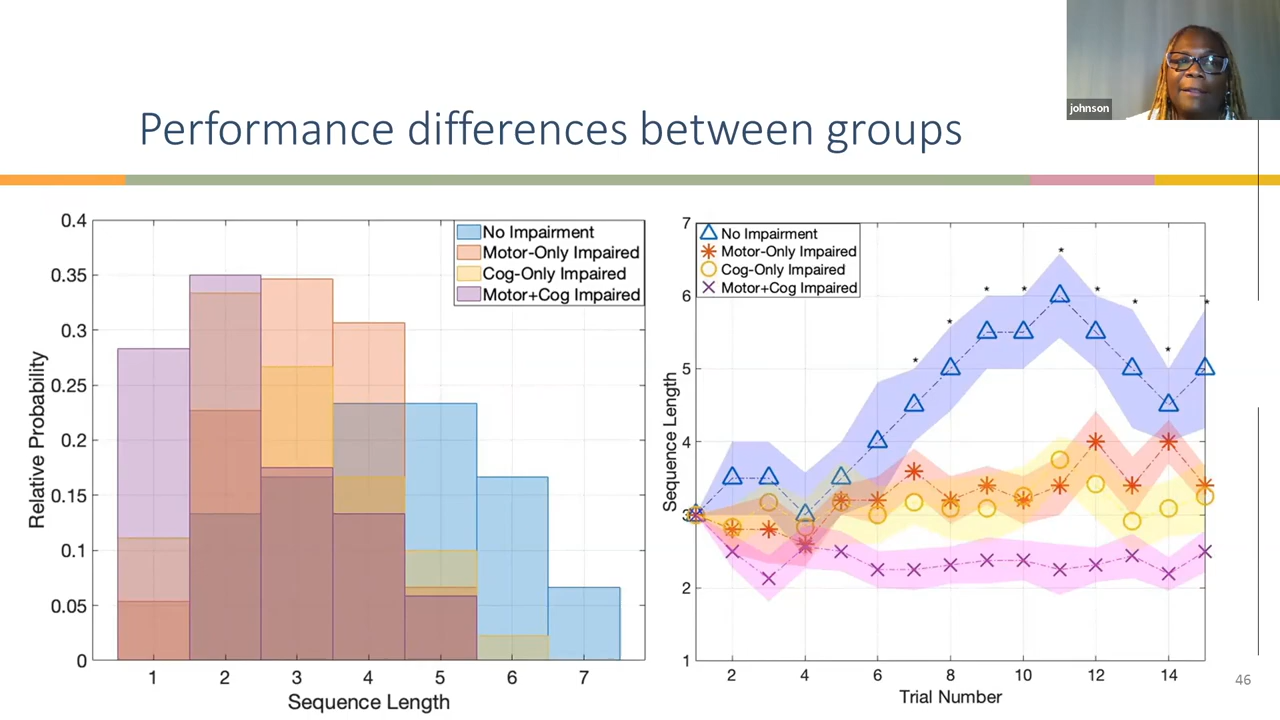 johnson
Performance differences between groups
0.4
0.35
0.3
0.25
0.2
0.15
0.1
0.05
0
Relative Probability
No Impairment
Motor-Only Impaired
Cog-Only Impaired
Motor+Cog Impaired
1 2 3 4 5 6 7
Sequence Length
7
6
5
4
3
2
1
Sequence Length
No Impairment
Motor-Only Impaired
Cog-Only Impaired
Motor+Cog Impaired
* * * * * * * * *
2 4 6 8 10 12 14
Trial Number
46